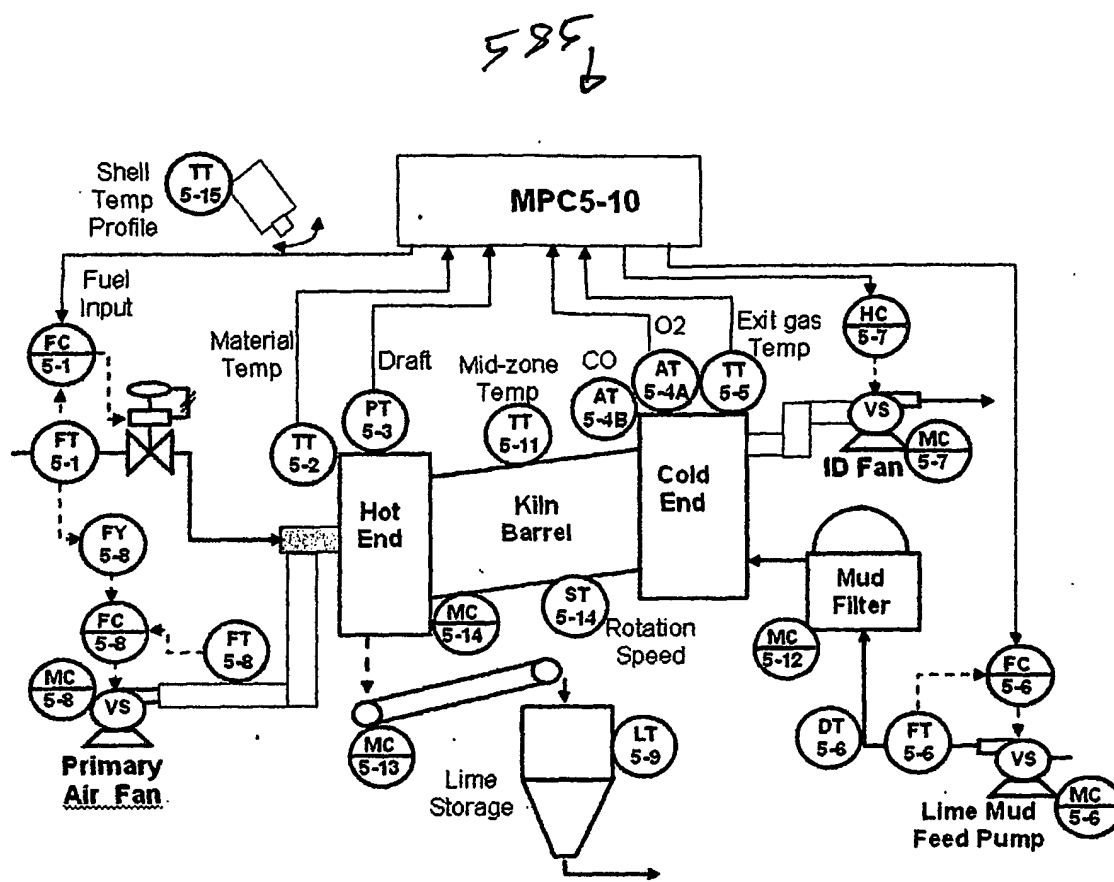 585
MPC5-10
Shell
Temp
Profile
TT
5-15
Fuel
Input
FC
5-1
FT
5-1
Material
Temp
Draft
Mid-zone
Temp
CO
O2
Exit gas
Temp
HC
5-7
AT
5-4A
TT
5-5
AT
5-4B
PT
5-3
TT
5-2
TT
5-11
VS
MC
5-7
ID Fan
Hot
End
Kiln
Barrel
Cold
End
FY
5-8
FC
5-8
FT
5-8
MC
5-8
VS
Primary
Air Fan
MC
5-14
ST
5-14
Rotation
Speed
Mud
Filter
MC
5-12
FC
5-6
DT
5-6
FT
5-6
VS
MC
5-6
Lime Mud
Feed Pump
MC
5-13
Lime
Storage
LT
5-9